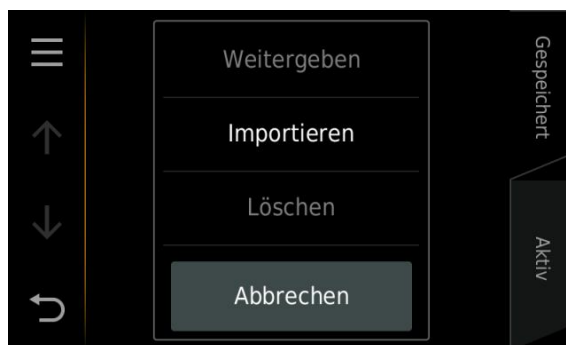 Weitergeben
Importieren
Löschen
Abbrechen
Gespeichert
Aktiv